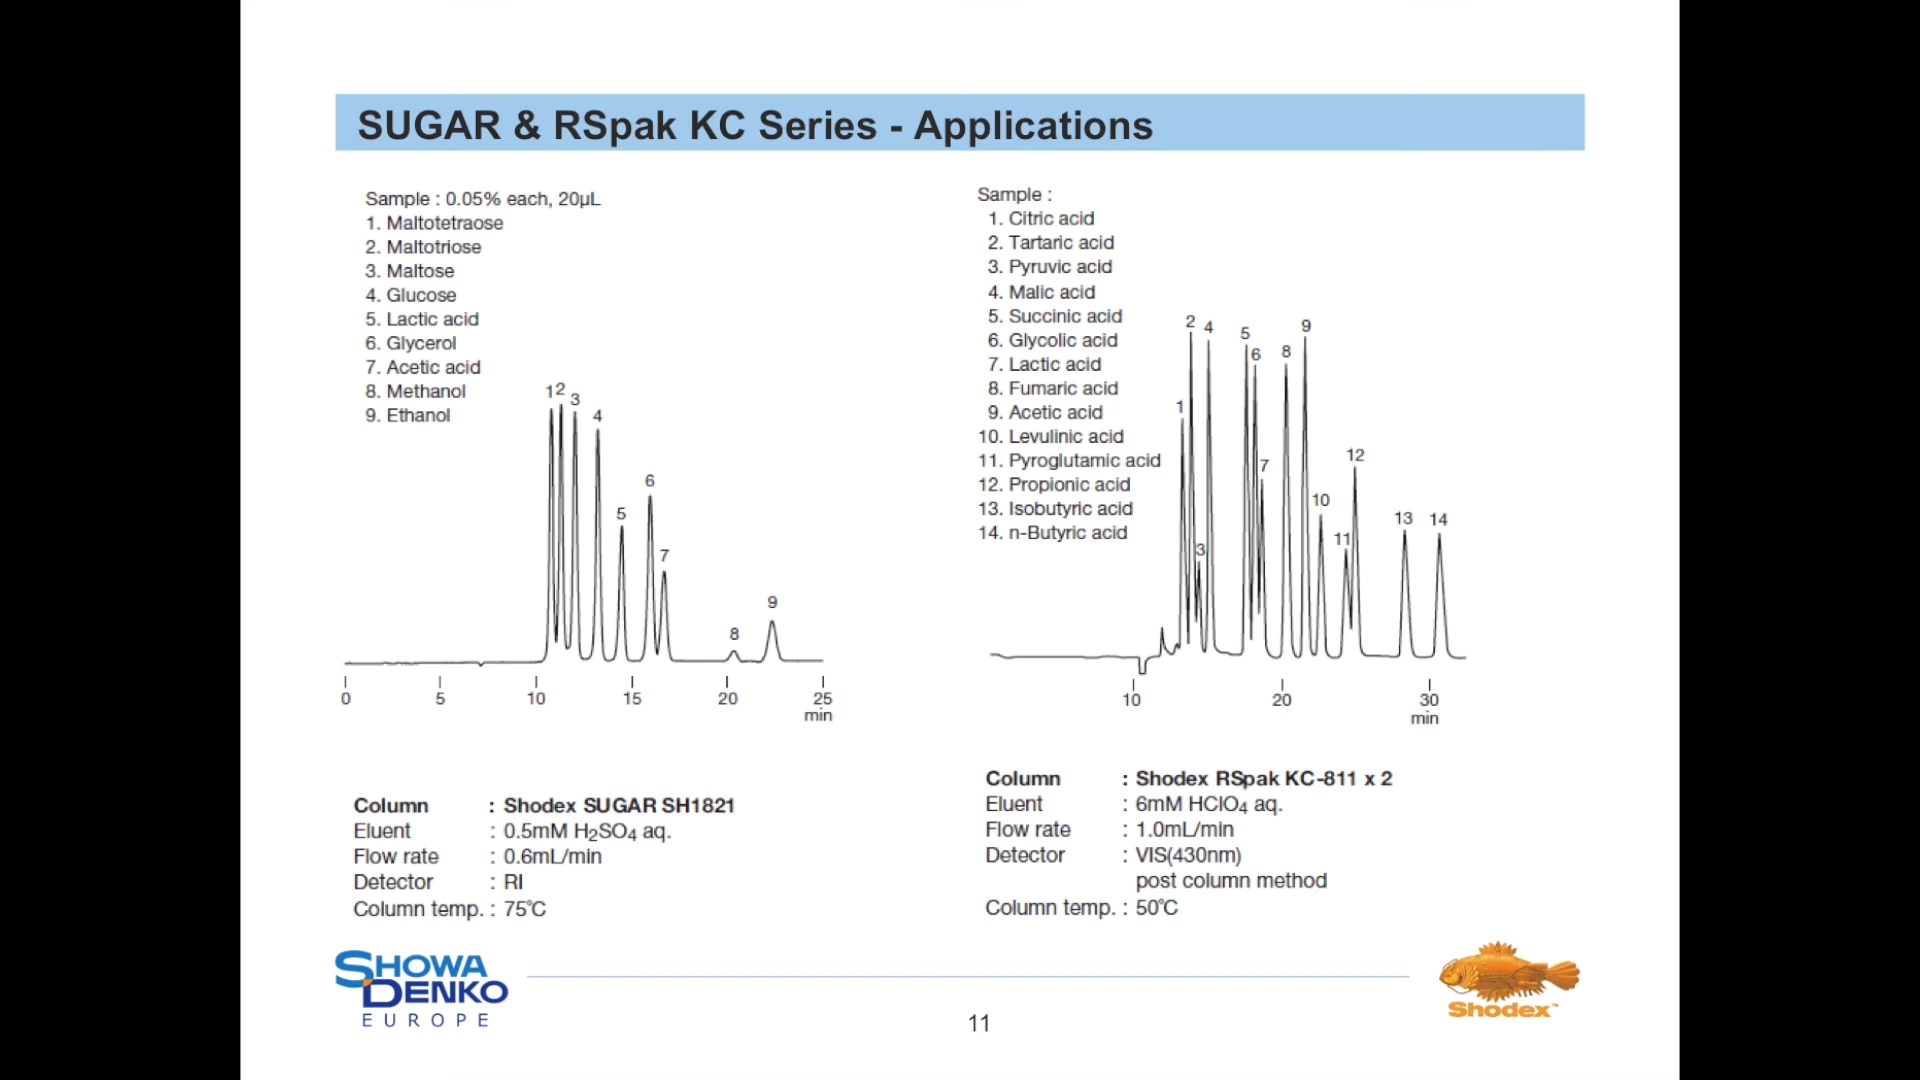 SUGAR & RSpak KC Series - Applications
Sample : 0.05% each, 20µL
1. Maltotetraose
2. Maltotriose
3. Maltose
4. Glucose
5. Lactic acid
6. Glycerol
7. Acetic acid
8. Methanol
9. Ethanol
1 2 3 4 5 6 7 8 9
0 5 10 15 20 25
min
Column : Shodex SUGAR SH1821
Eluent : 0.5mM H2SO4 aq.
Flow rate : 0.6mL/min
Detector : RI
Column temp. : 75℃
Sample :
1. Citric acid
2. Tartaric acid
3. Pyruvic acid
4. Malic acid
5. Succinic acid
6. Glycolic acid
7. Lactic acid
8. Fumaric acid
9. Acetic acid
10. Levulinic acid
11. Pyroglutamic acid
12. Propionic acid
13. Isobutyric acid
14. n-Butyric acid
1 2 3 4 5 6 7 8 9 10 11 12 13 14
10 20 30
min
Column : Shodex RSpak KC-811 x 2
Eluent : 6mM HClO4 aq.
Flow rate : 1.0mL/min
Detector : VIS(430nm)
post column method
Column temp. : 50℃
SHOWA
DENKO
EUROPE
11
Shodex™